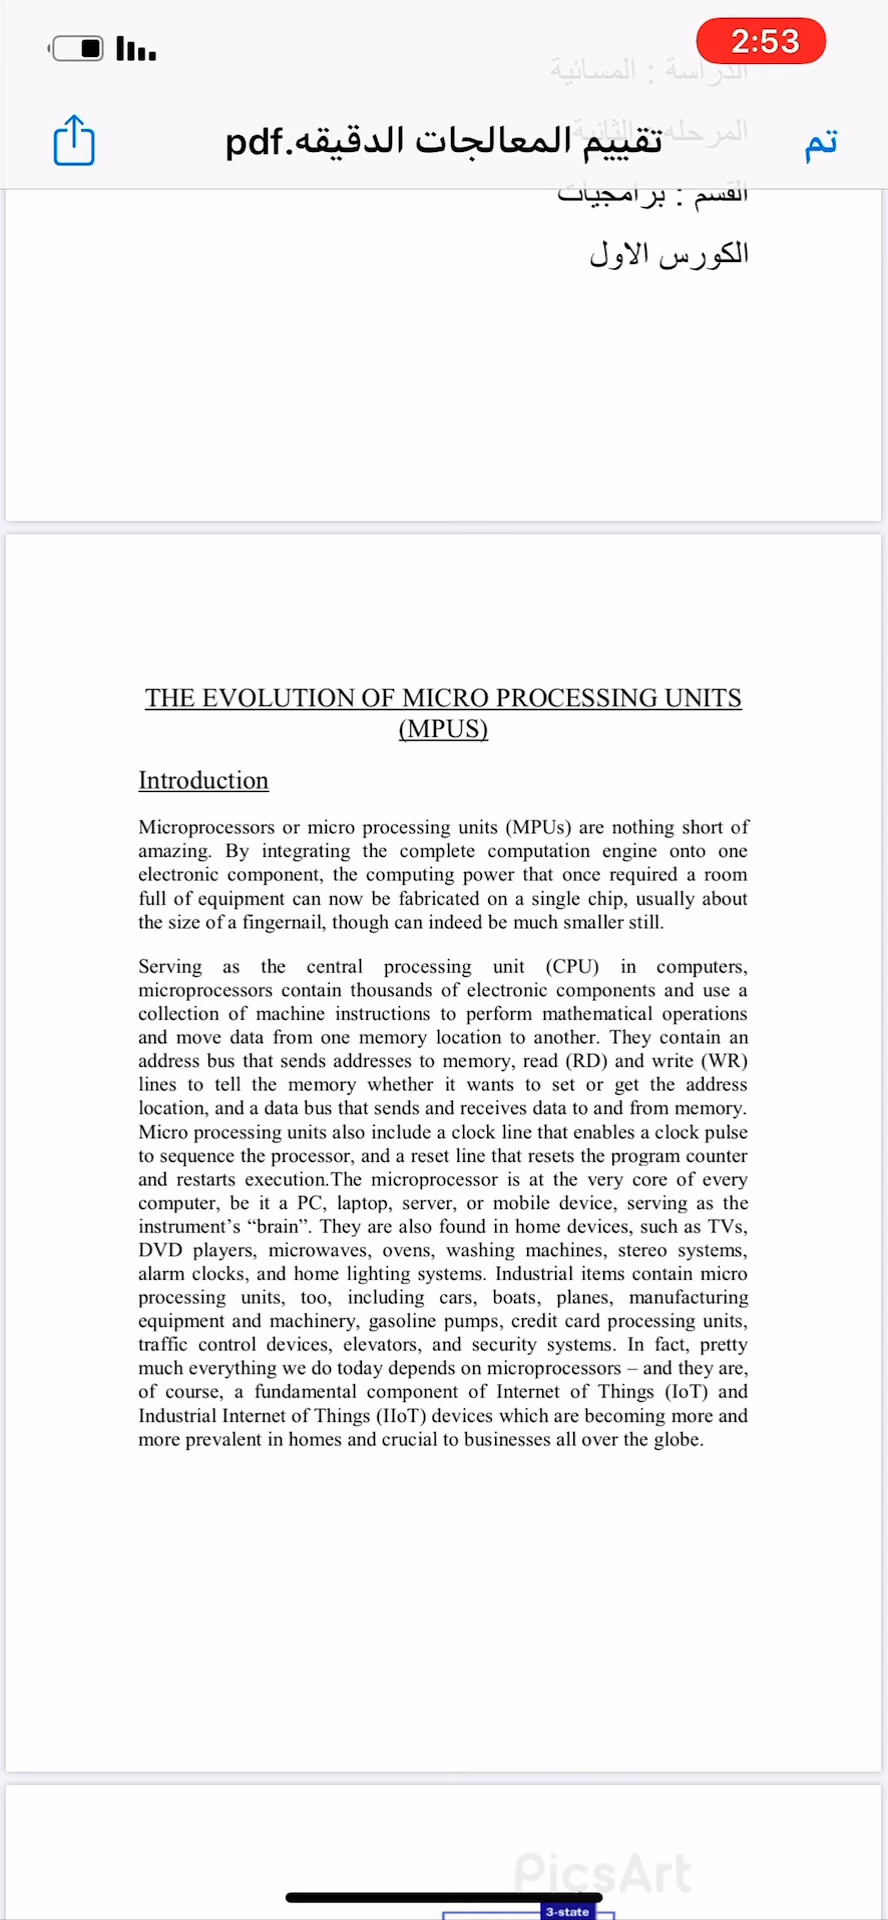 2:53
الدراسة : المسائية
تقييم المعالجات الدقيقه.pdf
تم
المرحله : الثانية
القسم : برامجيات
الكورس الاول
THE EVOLUTION OF MICRO PROCESSING UNITS
(MPUS)
Introduction
Microprocessors or micro processing units (MPUs) are nothing short of
amazing. By integrating the complete computation engine onto one
electronic component, the computing power that once required a room
full of equipment can now be fabricated on a single chip, usually about
the size of a fingernail, though can indeed be much smaller still.
Serving as the central processing unit (CPU) in computers,
microprocessors contain thousands of electronic components and use a
collection of machine instructions to perform mathematical operations
and move data from one memory location to another. They contain an
address bus that sends addresses to memory, read (RD) and write (WR)
lines to tell the memory whether it wants to set or get the address
location, and a data bus that sends and receives data to and from memory.
Micro processing units also include a clock line that enables a clock pulse
to sequence the processor, and a reset line that resets the program counter
and restarts execution.The microprocessor is at the very core of every
computer, be it a PC, laptop, server, or mobile device, serving as the
instrument’s “brain”. They are also found in home devices, such as TVs,
DVD players, microwaves, ovens, washing machines, stereo systems,
alarm clocks, and home lighting systems. Industrial items contain micro
processing units, too, including cars, boats, planes, manufacturing
equipment and machinery, gasoline pumps, credit card processing units,
traffic control devices, elevators, and security systems. In fact, pretty
much everything we do today depends on microprocessors – and they are,
of course, a fundamental component of Internet of Things (IoT) and
Industrial Internet of Things (IIoT) devices which are becoming more and
more prevalent in homes and crucial to businesses all over the globe.
PicsArt
3-state